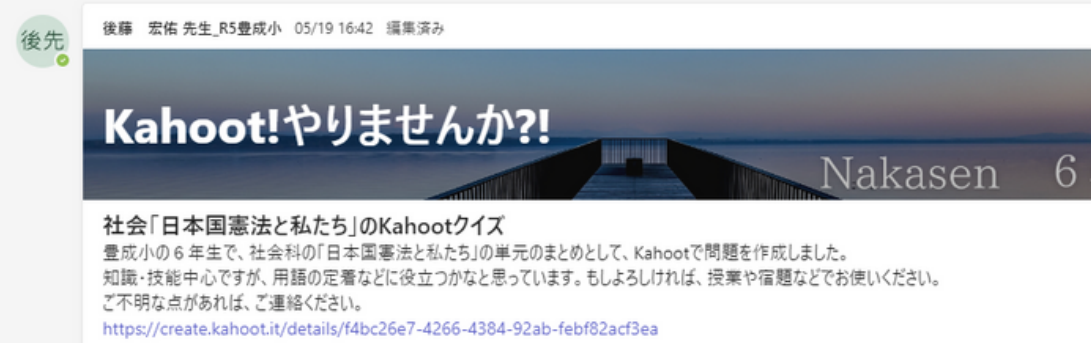 後先
後藤 宏佑 先生_R5豊成小 05/19 16:42 編集済み
Kahoot!やりませんか?!
Nakasen 6
社会「日本国憲法と私たち」のKahootクイズ
豊成小の6年生で、社会科の「日本国憲法と私たち」の単元のまとめとして、Kahootで問題を作成しました。
知識・技能中心ですが、用語の定着などに役立つかなと思っています。もしよろしければ、授業や宿題などでお使いください。
ご不明な点があれば、ご連絡ください。
https://create.kahoot.it/details/f4bc26e7-4266-4384-92ab-febf82acf3ea